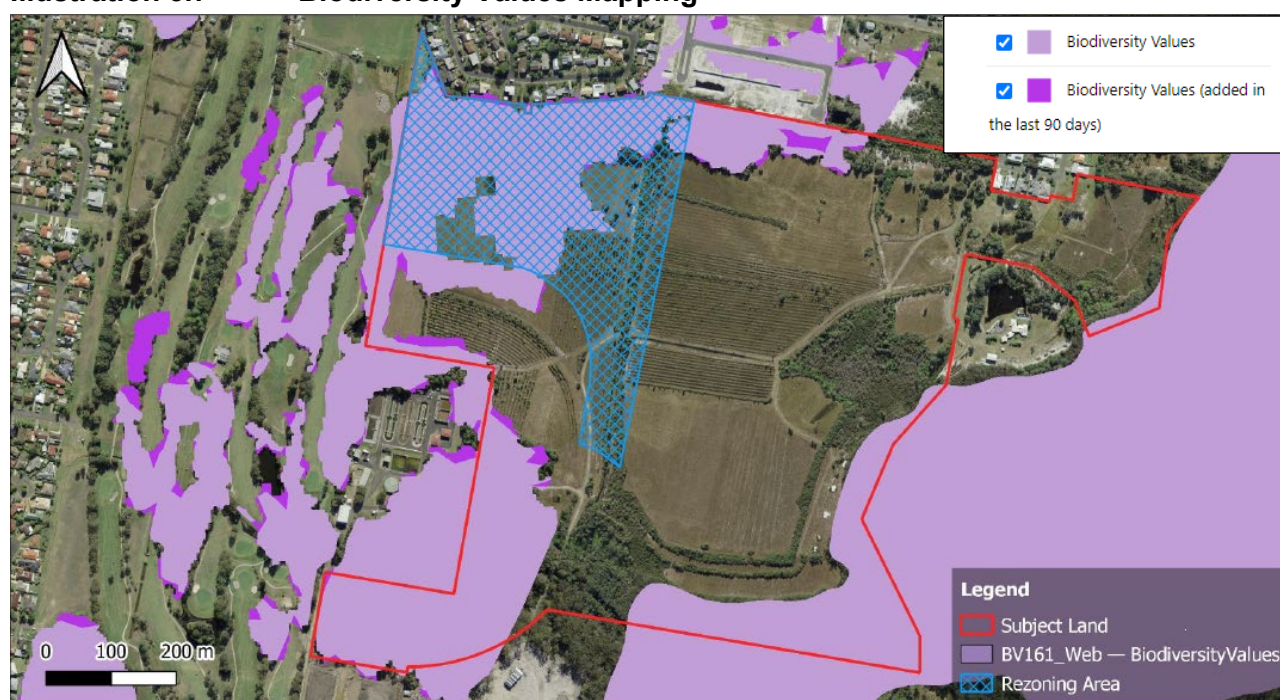 Biodiversity Values Mapping
Biodiversity Values
Biodiversity Values (added in
the last 90 days)
0 100 200 m
Legend
Subject Land
BV161_Web — BiodiversityValues
Rezoning Area